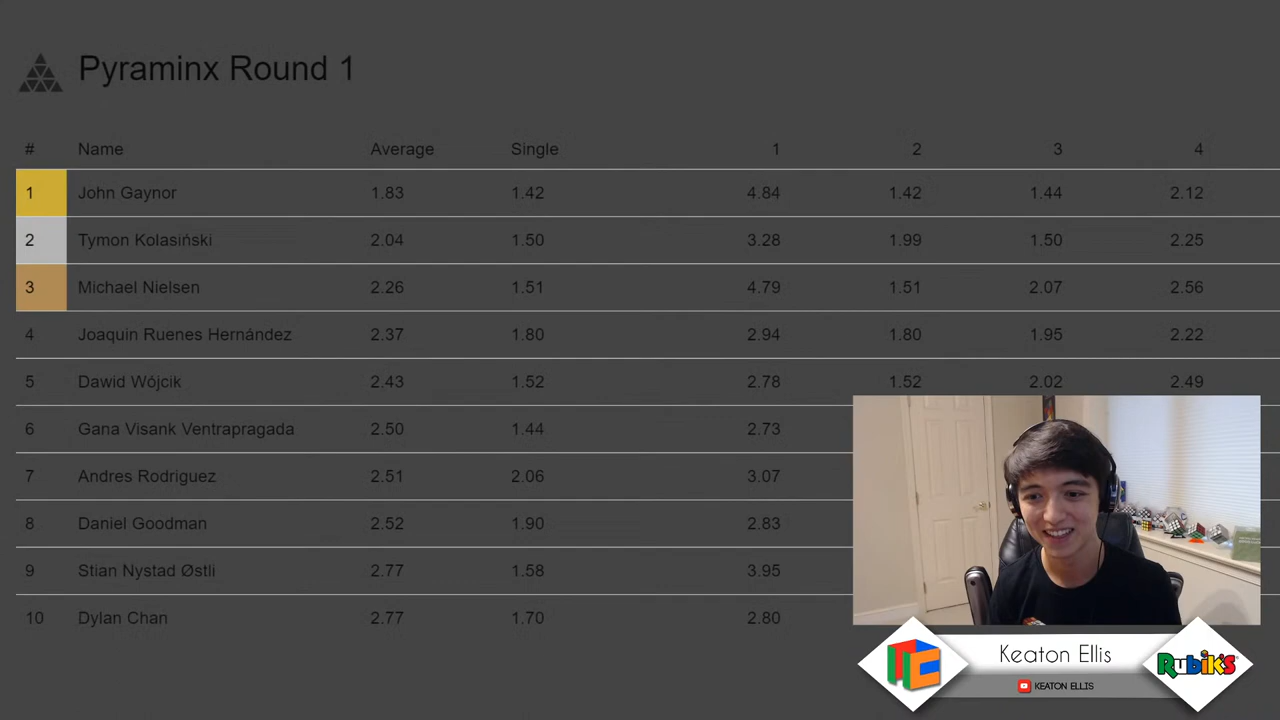 Pyraminx Round 1
# Name Average Single 1 2 3 4
1 John Gaynor 1.83 1.42 4.84 1.42 1.44 2.12
2 Tymon Kolasiński 2.04 1.50 3.28 1.99 1.50 2.25
3 Michael Nielsen 2.26 1.51 4.79 1.51 2.07 2.56
4 Joaquin Ruenes Hernández 2.37 1.80 2.94 1.80 1.95 2.22
5 Dawid Wójcik 2.43 1.52 2.78 1.52 2.02 2.49
6 Gana Visank Ventrapragada 2.50 1.44 2.73
7 Andres Rodriguez 2.51 2.06 3.07
8 Daniel Goodman 2.52 1.90 2.83
9 Stian Nystad Østli 2.77 1.58 3.95
10 Dylan Chan 2.77 1.70 2.80
TC
Keaton Ellis
KEATON ELLIS
Rubik's